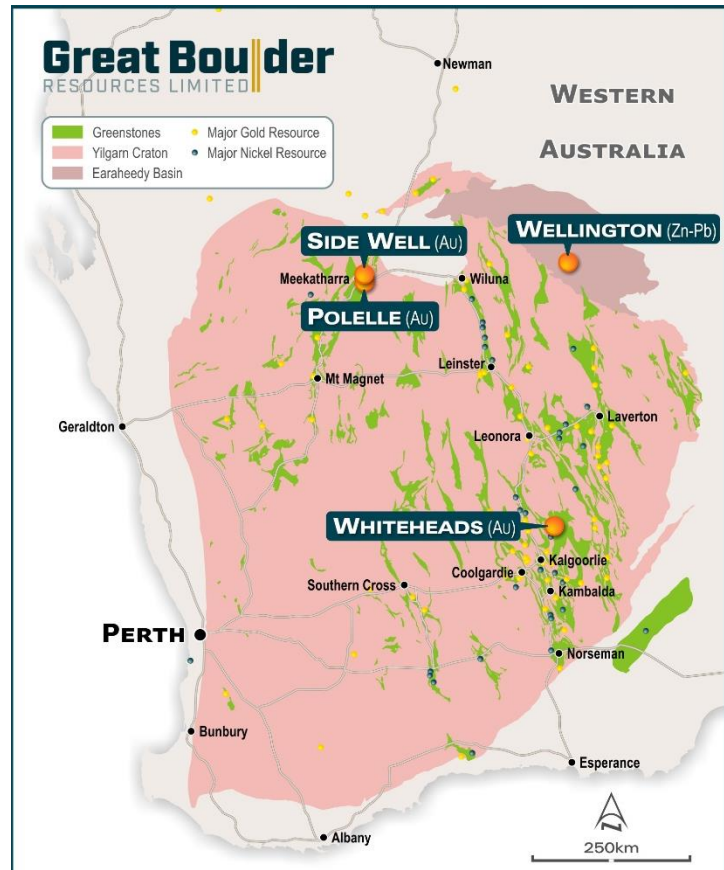 Great Boulder
RESOURCES LIMITED
Newman
WESTERN
AUSTRALIA
Greenstones
Major Gold Resource
Yilgarn Craton
Major Nickel Resource
Earaheedy Basin
SIDE WELL (Au)
WELLINGTON (Zn-Pb)
Meekatharra
Wiluna
POLELLE (Au)
Leinster
Mt Magnet
Geraldton
Laverton
Leonora
WHITEHEADS (Au)
Kalgoorlie
Coolgardie
Southern Cross
Kambalda
PERTH
Norseman
Bunbury
Esperance
Albany
N
250km